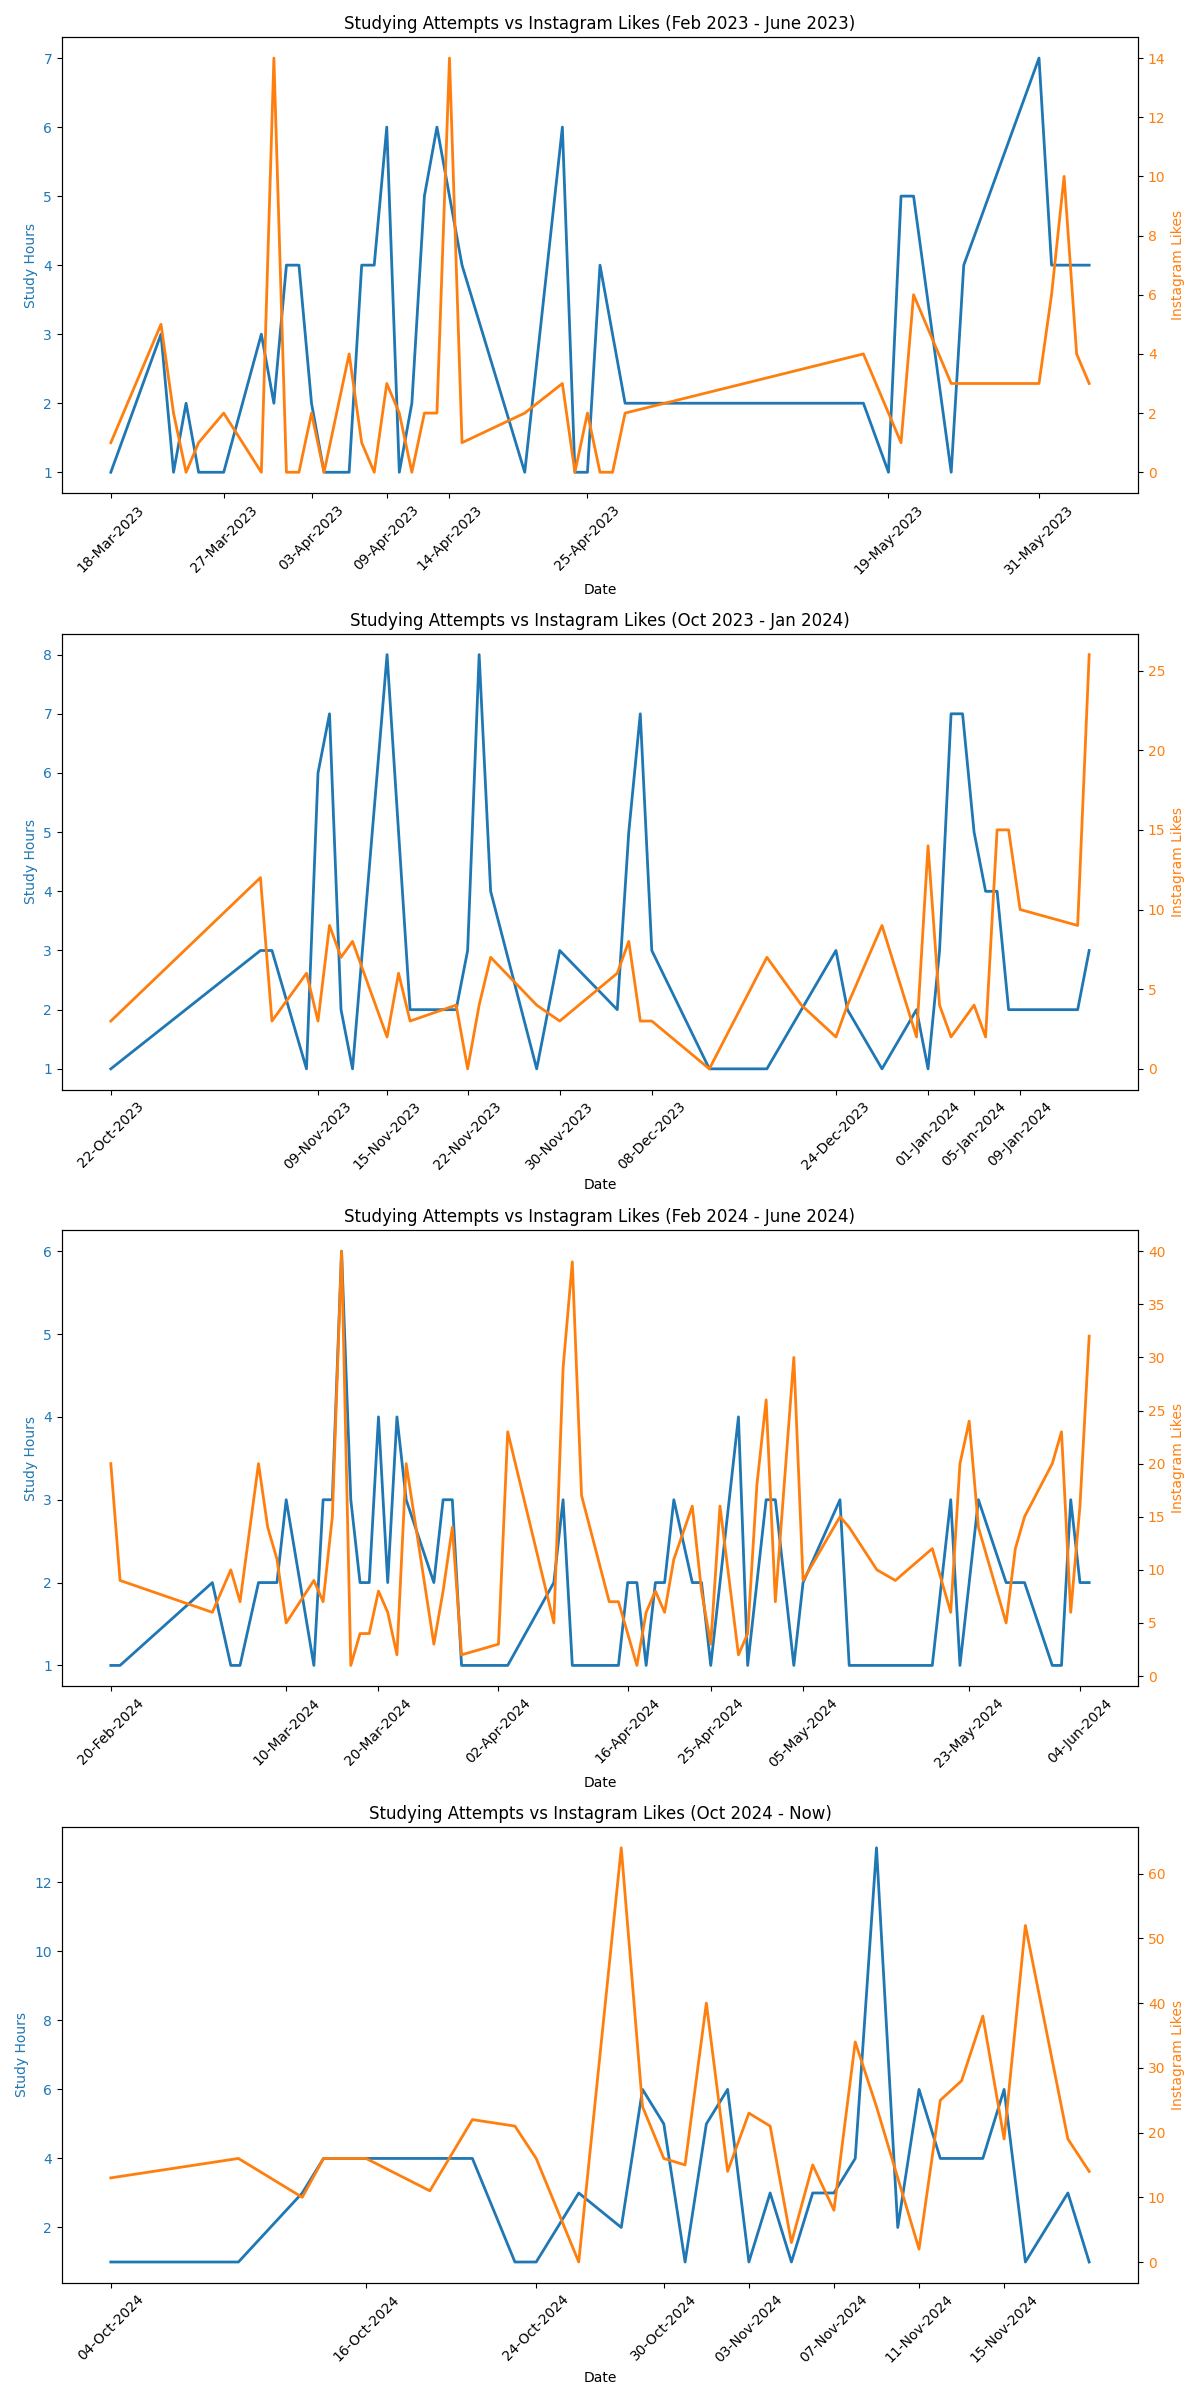 Studying Attempts vs Instagram Likes (Feb 2023 - June 2023)
7
6
5
4
3
2
1
Study Hours
14
12
10
8
6
4
2
0
Instagram Likes
18-Mar-2023
27-Mar-2023
03-Apr-2023
09-Apr-2023
14-Apr-2023
25-Apr-2023
19-May-2023
31-May-2023
Date
Studying Attempts vs Instagram Likes (Oct 2023 - Jan 2024)
8
7
6
5
4
3
2
1
Study Hours
25
20
15
10
5
0
Instagram Likes
22-Oct-2023
09-Nov-2023
15-Nov-2023
22-Nov-2023
30-Nov-2023
08-Dec-2023
24-Dec-2023
01-Jan-2024
05-Jan-2024
09-Jan-2024
Date
Studying Attempts vs Instagram Likes (Feb 2024 - June 2024)
6
5
4
3
2
1
Study Hours
40
35
30
25
20
15
10
5
0
Instagram Likes
20-Feb-2024
10-Mar-2024
20-Mar-2024
02-Apr-2024
16-Apr-2024
25-Apr-2024
05-May-2024
23-May-2024
04-Jun-2024
Date
Studying Attempts vs Instagram Likes (Oct 2024 - Now)
12
10
8
6
4
2
Study Hours
60
50
40
30
20
10
0
Instagram Likes
04-Oct-2024
16-Oct-2024
24-Oct-2024
30-Oct-2024
03-Nov-2024
07-Nov-2024
11-Nov-2024
15-Nov-2024
Date